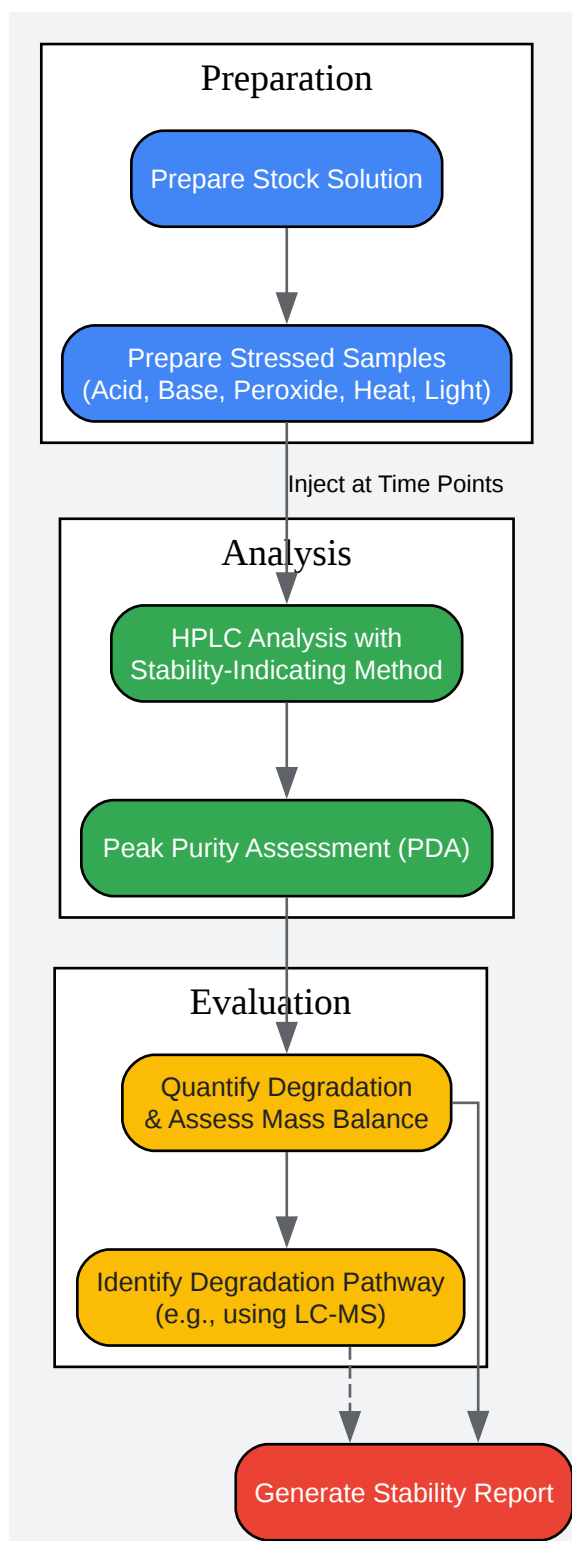 Preparation
Prepare Stock Solution
Prepare Stressed Samples
(Acid, Base, Peroxide, Heat, Light)
Inject at Time Points
Analysis
HPLC Analysis with
Stability-Indicating Method
Peak Purity Assessment (PDA)
Evaluation
Quantify Degradation
& Assess Mass Balance
Identify Degradation Pathway
(e.g., using LC-MS)
Generate Stability Report